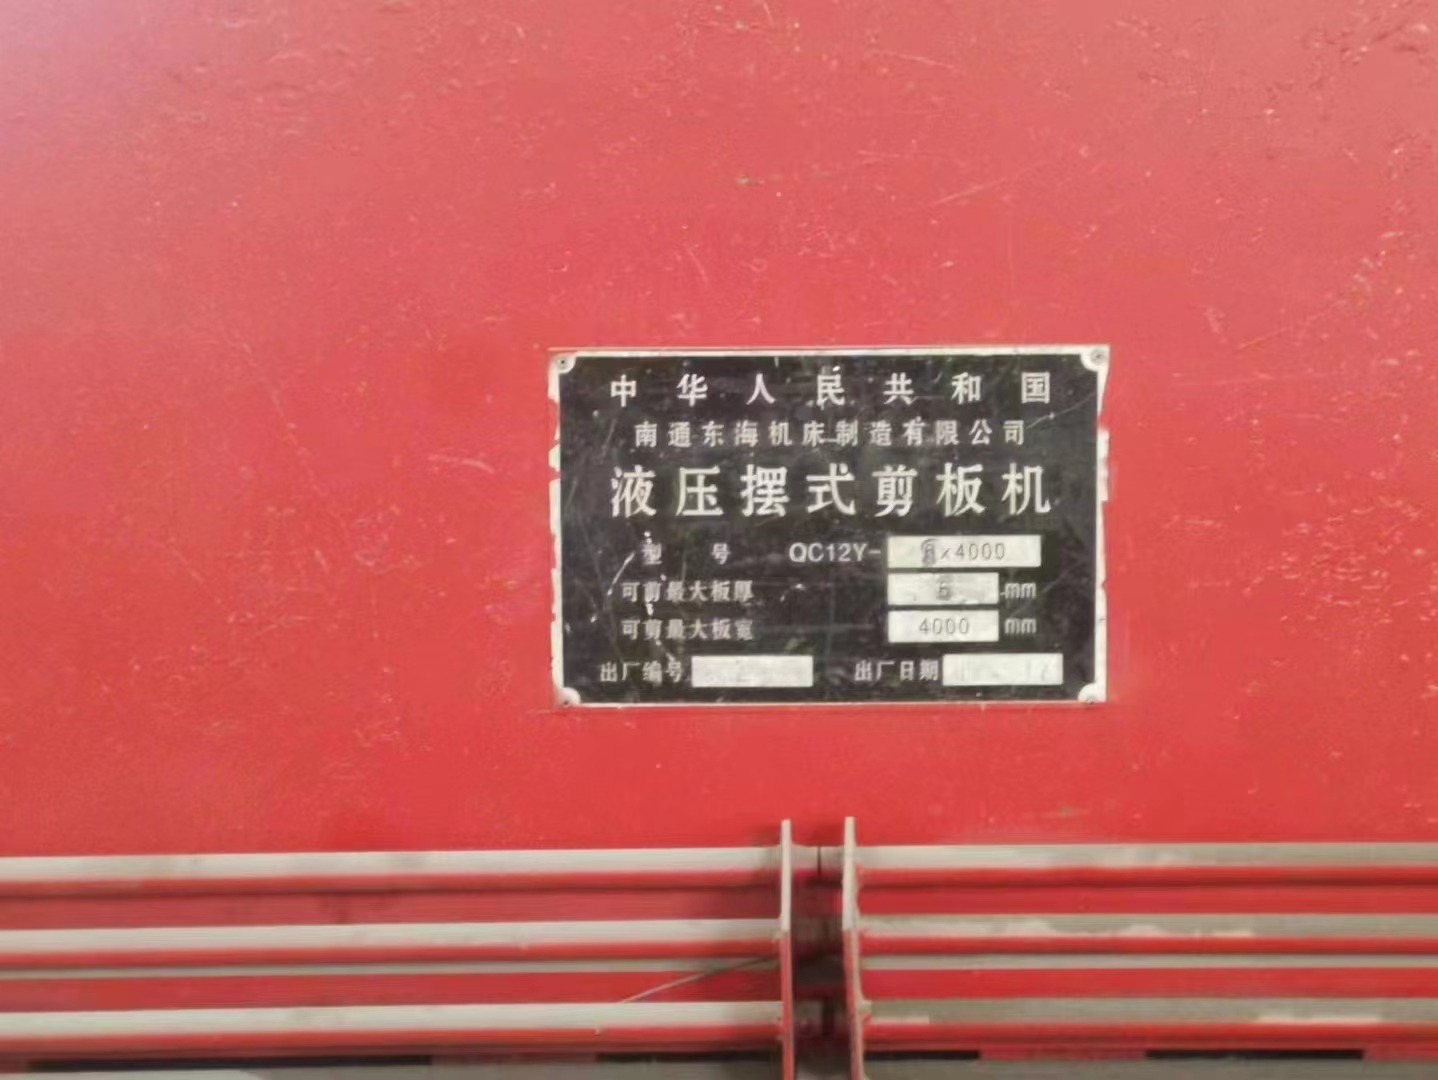 中华人民共和国
南通东海机床制造有限公司
液压摆式剪板机
型号 QC12Y- x4000
可剪最大板厚 mm
可剪最大板宽 4000 mm
出厂编号 出厂日期